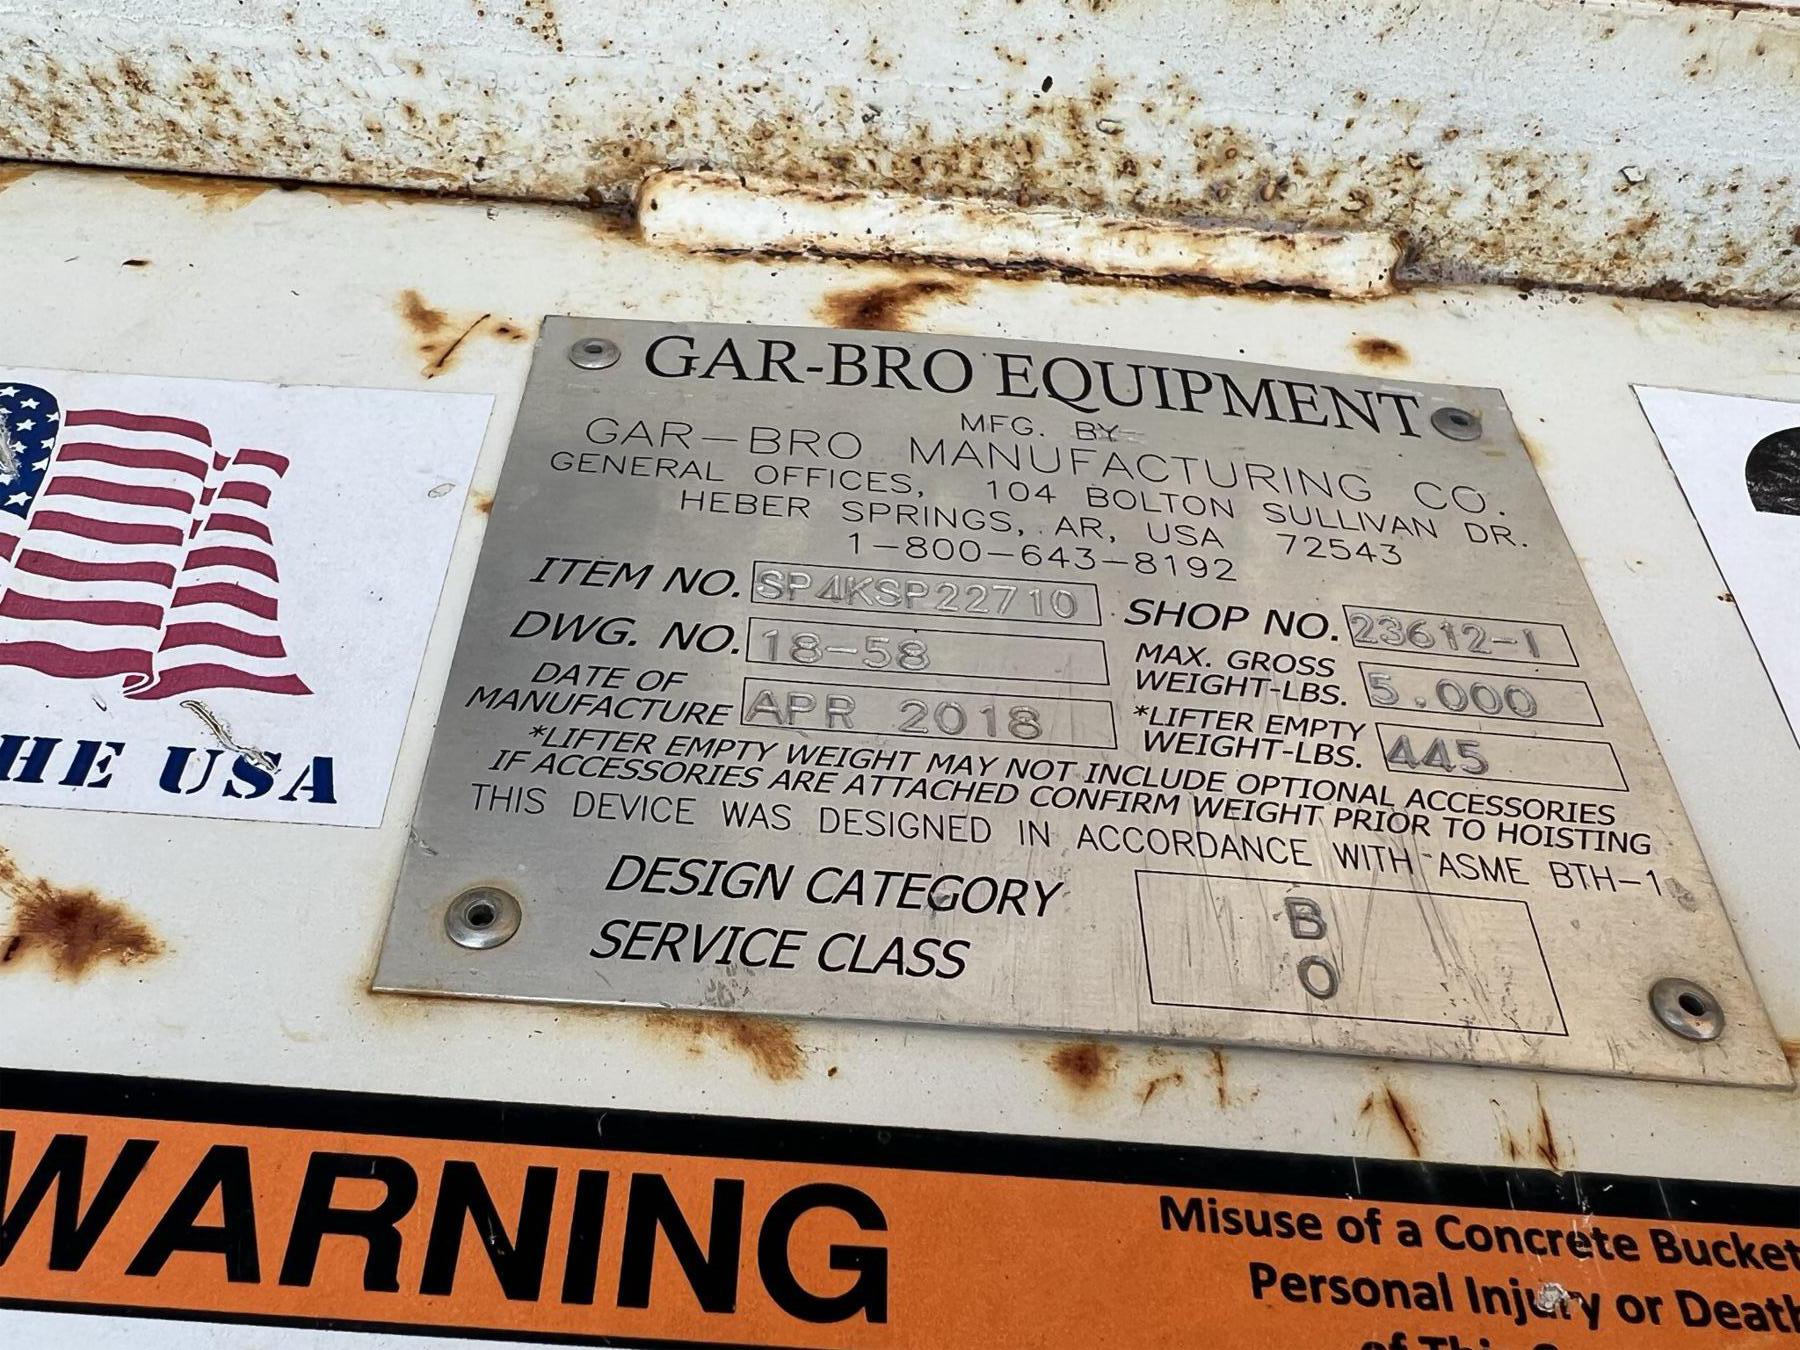 GAR-BRO EQUIPMENT
MFG. BY
GAR-BRO MANUFACTURING CO.
GENERAL OFFICES, 104 BOLTON SULLIVAN DR.
HEBER SPRINGS, AR, USA 72543
1-800-643-8192
ITEM NO. SP4KSP22710
SHOP NO. 23612-1
DWG. NO. 18-58
MAX. GROSS
WEIGHT-LBS. 5.000
DATE OF
MANUFACTURE APR 2018
*LIFTER EMPTY
WEIGHT-LBS. 445
*LIFTER EMPTY WEIGHT MAY NOT INCLUDE OPTIONAL ACCESSORIES
IF ACCESSORIES ARE ATTACHED CONFIRM WEIGHT PRIOR TO HOISTING
THIS DEVICE WAS DESIGNED IN ACCORDANCE WITH ASME BTH-1
DESIGN CATEGORY B
SERVICE CLASS 0
HE USA
WARNING
Misuse of a Concrete Bucket
Personal Injury or Death